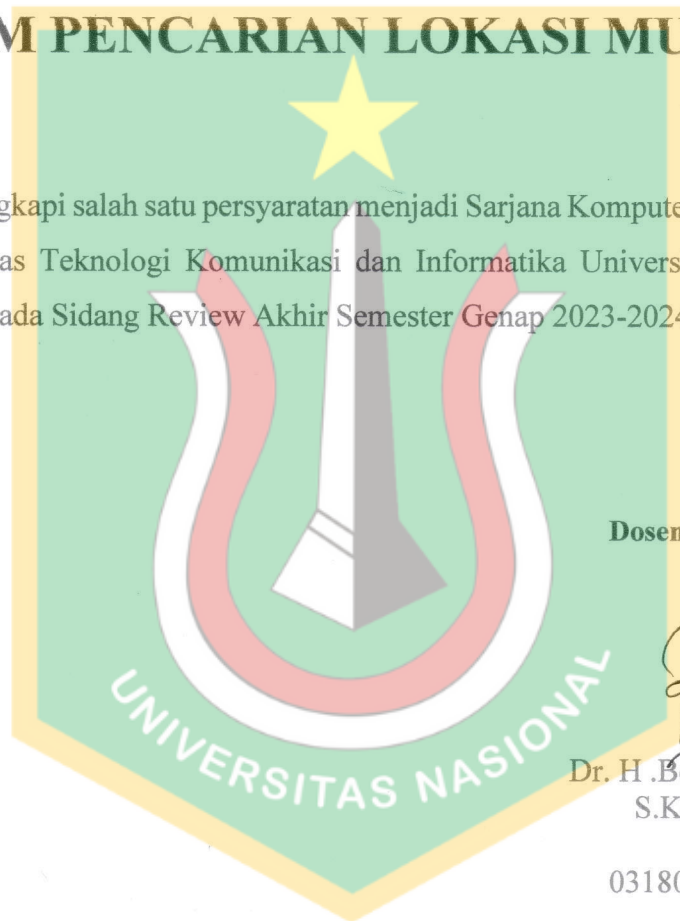 M PENCARIAN LOKASI MU
gkapi salah satu persyaratan menjadi Sarjana Kompute
as Teknologi Komunikasi dan Informatika Univers
ada Sidang Review Akhir Semester Genap 2023-2024
Dosen
UNIVERSITAS NASIONAL
Dr. H .B
S.K
0318